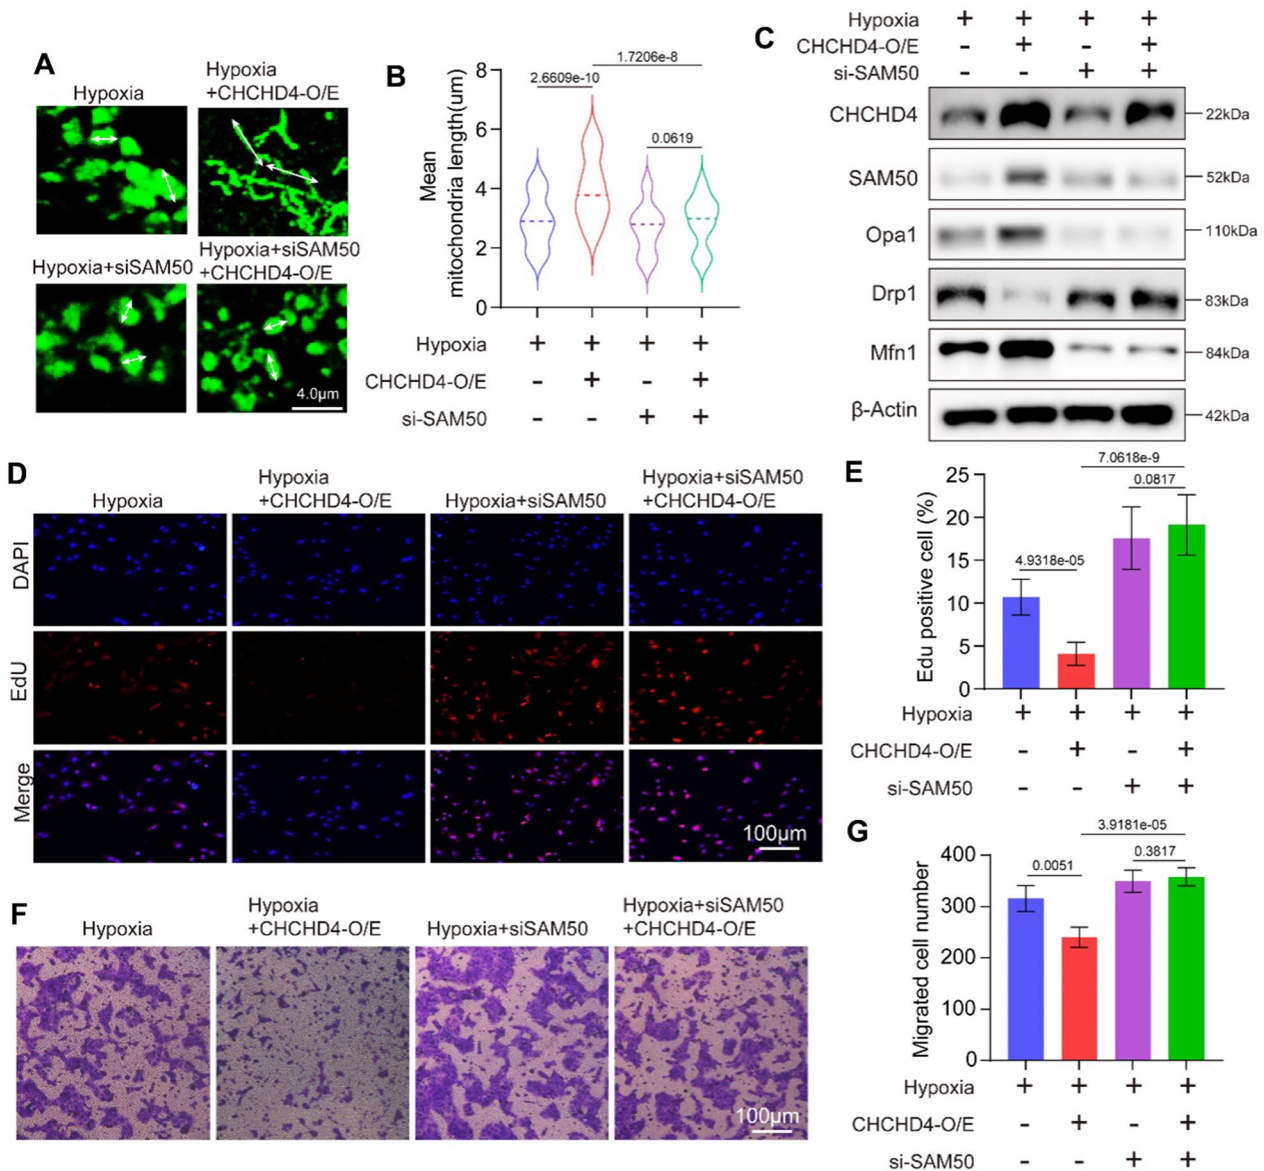 A
Hypoxia
Hypoxia
+CHCHD4-O/E
Hypoxia+siSAM50
Hypoxia+siSAM50
+CHCHD4-O/E
4.0μm
B
Mean
mitochondria length(um)
8
6
4
2
0
2.6609e-10
1.7206e-8
0.0619
Hypoxia + + + +
CHCHD4-O/E - + - +
si-SAM50 - - + +
C
Hypoxia + + + +
CHCHD4-O/E - + - +
si-SAM50 - - + +
CHCHD4 22kDa
SAM50 52kDa
Opa1 110kDa
Drp1 83kDa
Mfn1 84kDa
β-Actin 42kDa
D
Hypoxia
Hypoxia
+CHCHD4-O/E
Hypoxia+siSAM50
Hypoxia+siSAM50
+CHCHD4-O/E
DAPI
EdU
Merge
100μm
E
Edu positive cell (%)
25
20
15
10
5
0
4.9318e-05
7.0618e-9
0.0817
Hypoxia + + + +
CHCHD4-O/E - + - +
si-SAM50 - - + +
F
Hypoxia
Hypoxia
+CHCHD4-O/E
Hypoxia+siSAM50
Hypoxia+siSAM50
+CHCHD4-O/E
100μm
G
Migrated cell number
400
300
200
100
0
0.0051
3.9181e-05
0.3817
Hypoxia + + + +
CHCHD4-O/E - + - +
si-SAM50 - - + +